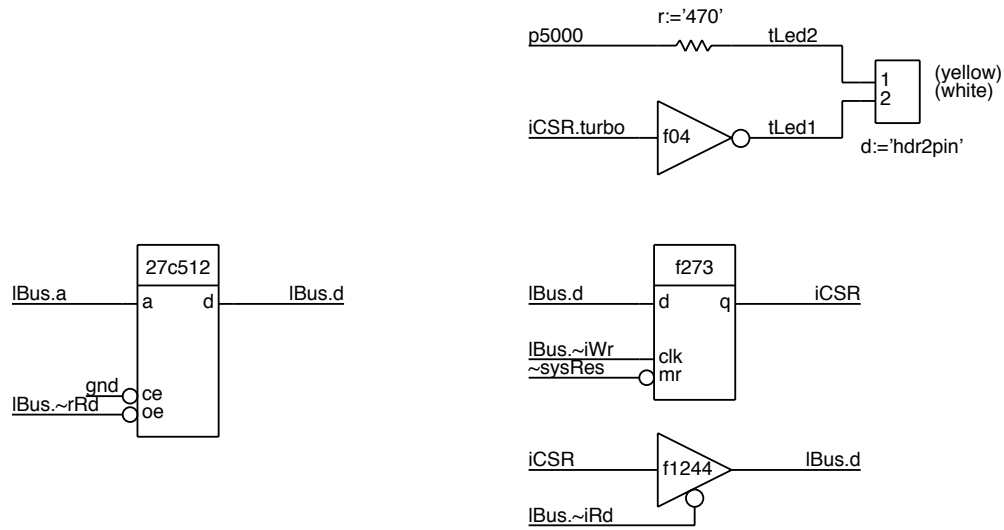 r:='470'
p5000 tLed2
1 (yellow)
2 (white)
iCSR.turbo f04 tLed1
d:='hdr2pin'
27c512 f273
lBus.a a d lBus.d lBus.d d q iCSR
lBus.~iWr clk
~sysRes mr
gnd ce
lBus.~rRd oe
iCSR f1244 lBus.d
lBus.~iRd